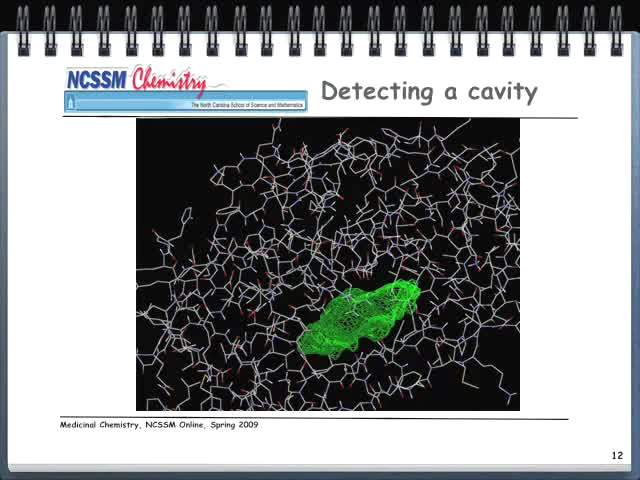 NCSSM Chemistry
The North Carolina School of Science and Mathematics
Detecting a cavity
Medicinal Chemistry, NCSSM Online, Spring 2009
12